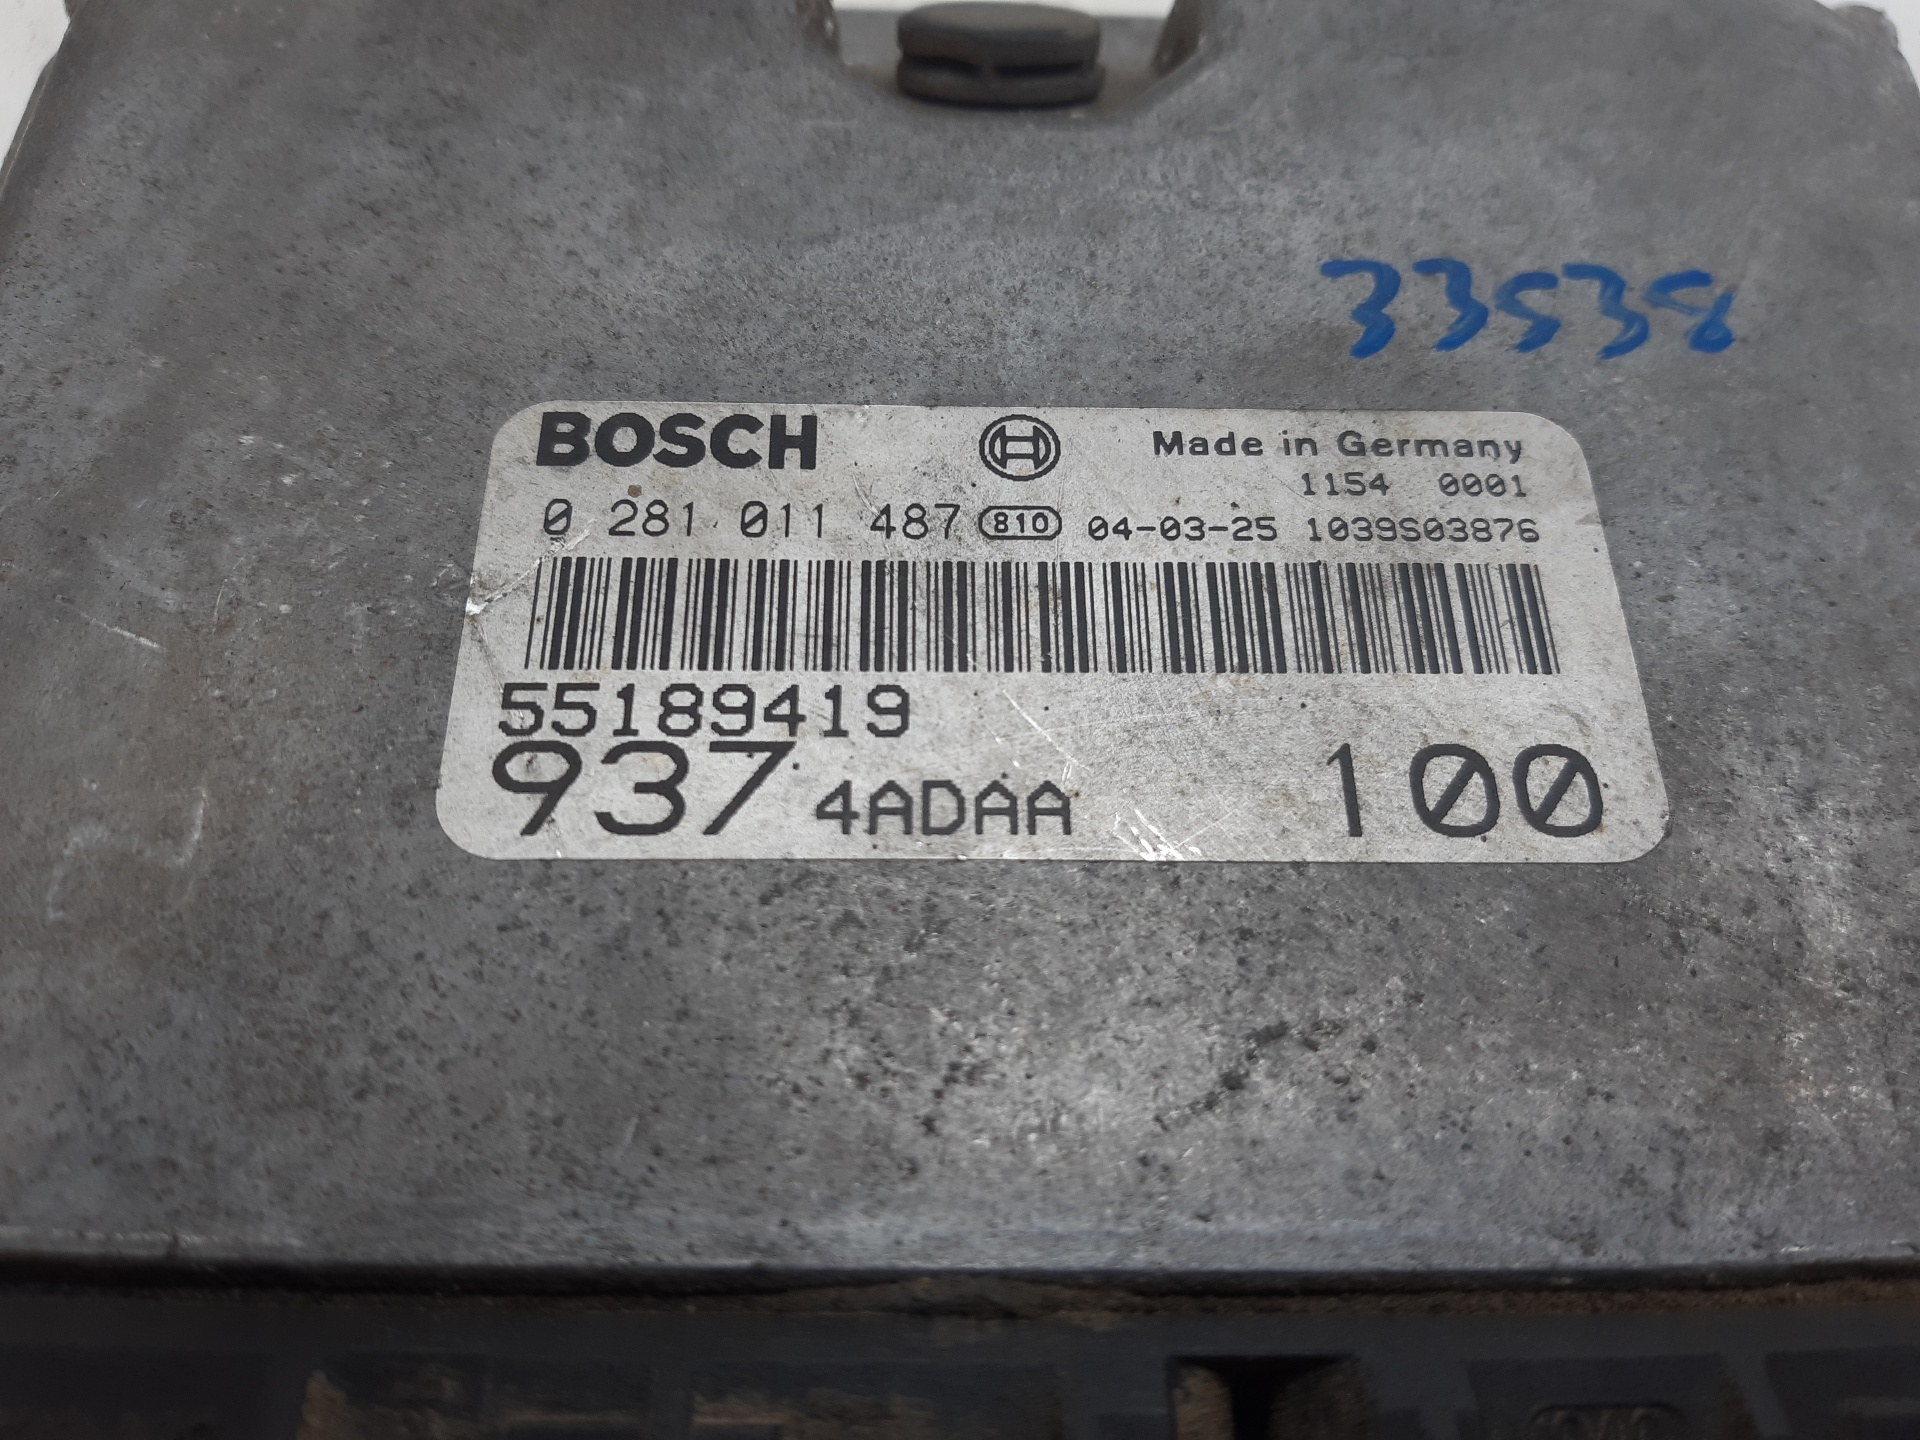 33538
BOSCH Made in Germany
1154 0001
0 281 011 487 810 04-03-25 1039S03876
55189419
937 4ADAA 100